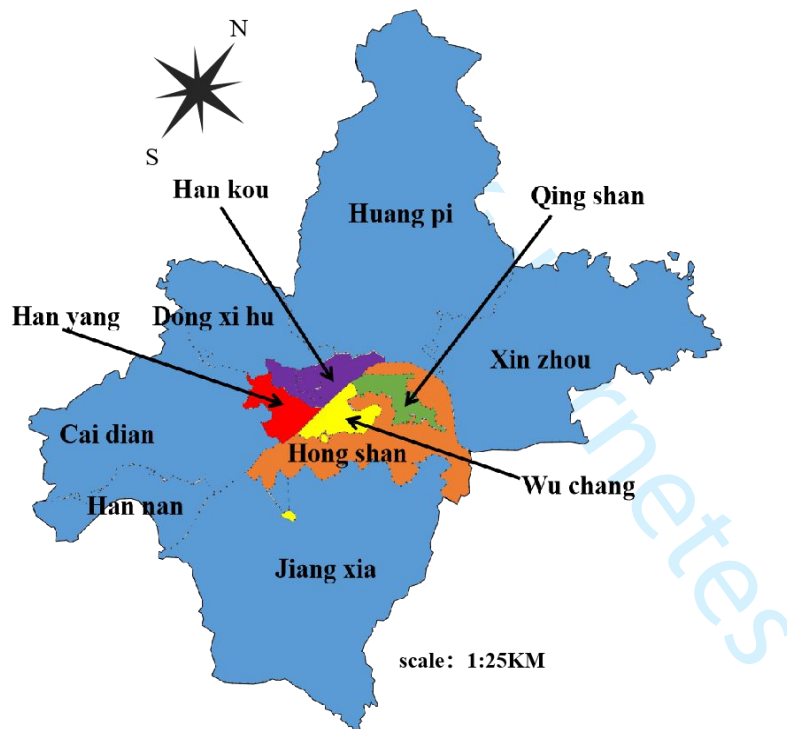 N
S
Han kou
Qing shan
Huang pi
Han yang
Dong xi hu
Xin zhou
Cai dian
Hong shan
Wu chang
Han nan
Jiang xia
scale: 1:25KM